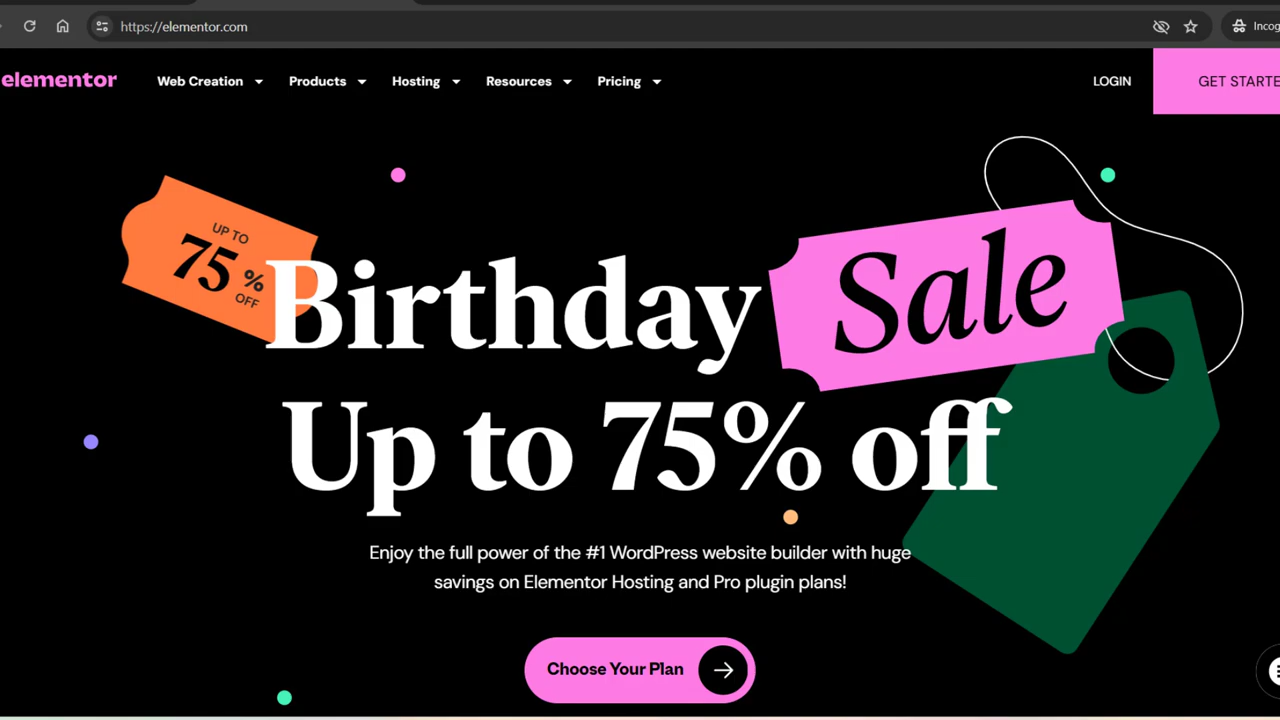 https://elementor.com
Incog
elementor
Web Creation
Products
Hosting
Resources
Pricing
LOGIN
GET STARTE
UP TO
75 %
OFF
Birthday Sale
Up to 75% off
Enjoy the full power of the #1 WordPress website builder with huge
savings on Elementor Hosting and Pro plugin plans!
Choose Your Plan